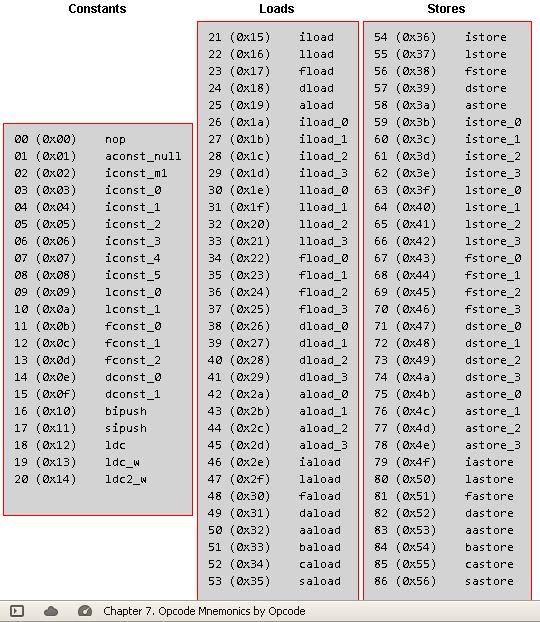 Constants
00 (0x00) nop
01 (0x01) aconst_null
02 (0x02) iconst_m1
03 (0x03) iconst_0
04 (0x04) iconst_1
05 (0x05) iconst_2
06 (0x06) iconst_3
07 (0x07) iconst_4
08 (0x08) iconst_5
09 (0x09) lconst_0
10 (0x0a) lconst_1
11 (0x0b) fconst_0
12 (0x0c) fconst_1
13 (0x0d) fconst_2
14 (0x0e) dconst_0
15 (0x0f) dconst_1
16 (0x10) bipush
17 (0x11) sipush
18 (0x12) ldc
19 (0x13) ldc_w
20 (0x14) ldc2_w
Loads
21 (0x15) iload
22 (0x16) lload
23 (0x17) fload
24 (0x18) dload
25 (0x19) aload
26 (0x1a) iload_0
27 (0x1b) iload_1
28 (0x1c) iload_2
29 (0x1d) iload_3
30 (0x1e) lload_0
31 (0x1f) lload_1
32 (0x20) lload_2
33 (0x21) lload_3
34 (0x22) fload_0
35 (0x23) fload_1
36 (0x24) fload_2
37 (0x25) fload_3
38 (0x26) dload_0
39 (0x27) dload_1
40 (0x28) dload_2
41 (0x29) dload_3
42 (0x2a) aload_0
43 (0x2b) aload_1
44 (0x2c) aload_2
45 (0x2d) aload_3
46 (0x2e) iaload
47 (0x2f) laload
48 (0x30) faload
49 (0x31) daload
50 (0x32) aaload
51 (0x33) baload
52 (0x34) caload
53 (0x35) saload
Stores
54 (0x36) istore
55 (0x37) lstore
56 (0x38) fstore
57 (0x39) dstore
58 (0x3a) astore
59 (0x3b) istore_0
60 (0x3c) istore_1
61 (0x3d) istore_2
62 (0x3e) istore_3
63 (0x3f) lstore_0
64 (0x40) lstore_1
65 (0x41) lstore_2
66 (0x42) lstore_3
67 (0x43) fstore_0
68 (0x44) fstore_1
69 (0x45) fstore_2
70 (0x46) fstore_3
71 (0x47) dstore_0
72 (0x48) dstore_1
73 (0x49) dstore_2
74 (0x4a) dstore_3
75 (0x4b) astore_0
76 (0x4c) astore_1
77 (0x4d) astore_2
78 (0x4e) astore_3
79 (0x4f) iastore
80 (0x50) lastore
81 (0x51) fastore
82 (0x52) dastore
83 (0x53) aastore
84 (0x54) bastore
85 (0x55) castore
86 (0x56) sastore
Chapter 7. Opcode Mnemonics by Opcode